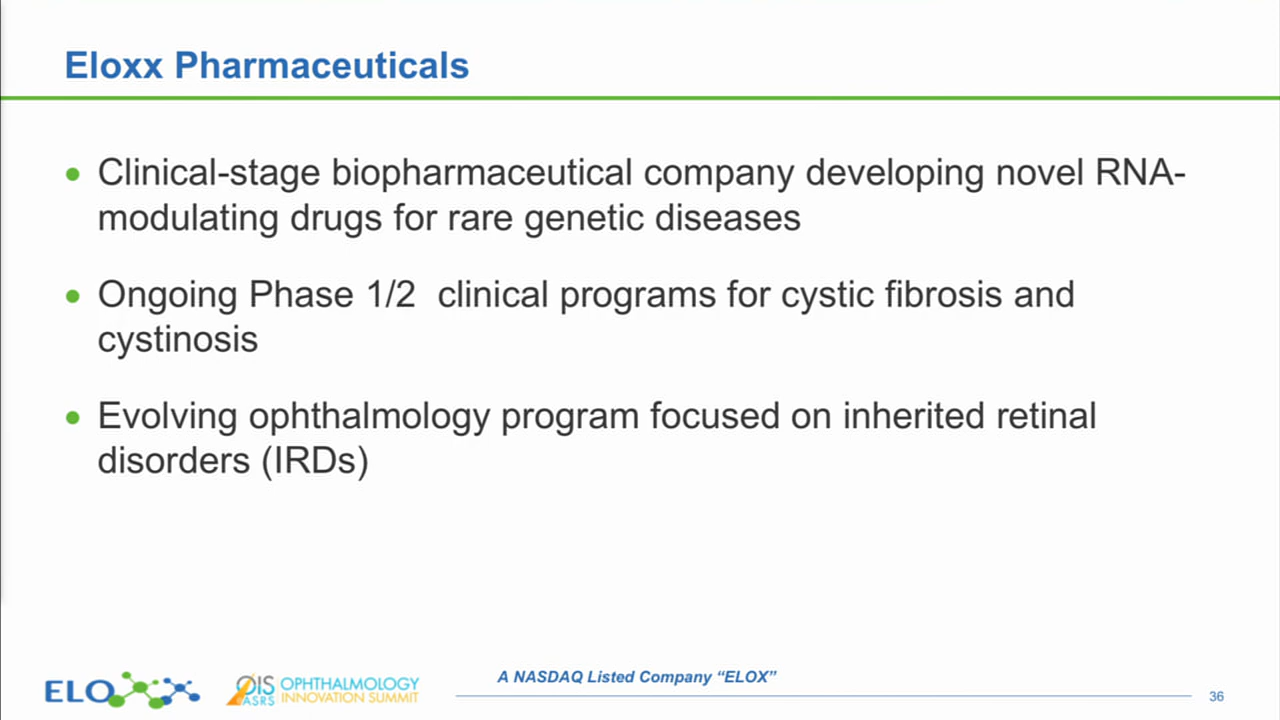 Eloxx Pharmaceuticals
Clinical-stage biopharmaceutical company developing novel RNA-
modulating drugs for rare genetic diseases
Ongoing Phase 1/2 clinical programs for cystic fibrosis and
cystinosis
Evolving ophthalmology program focused on inherited retinal
disorders (IRDs)
A NASDAQ Listed Company “ELOX”
ELOXX
OIS
ASRS
OPHTHALMOLOGY
INNOVATION SUMMIT
36